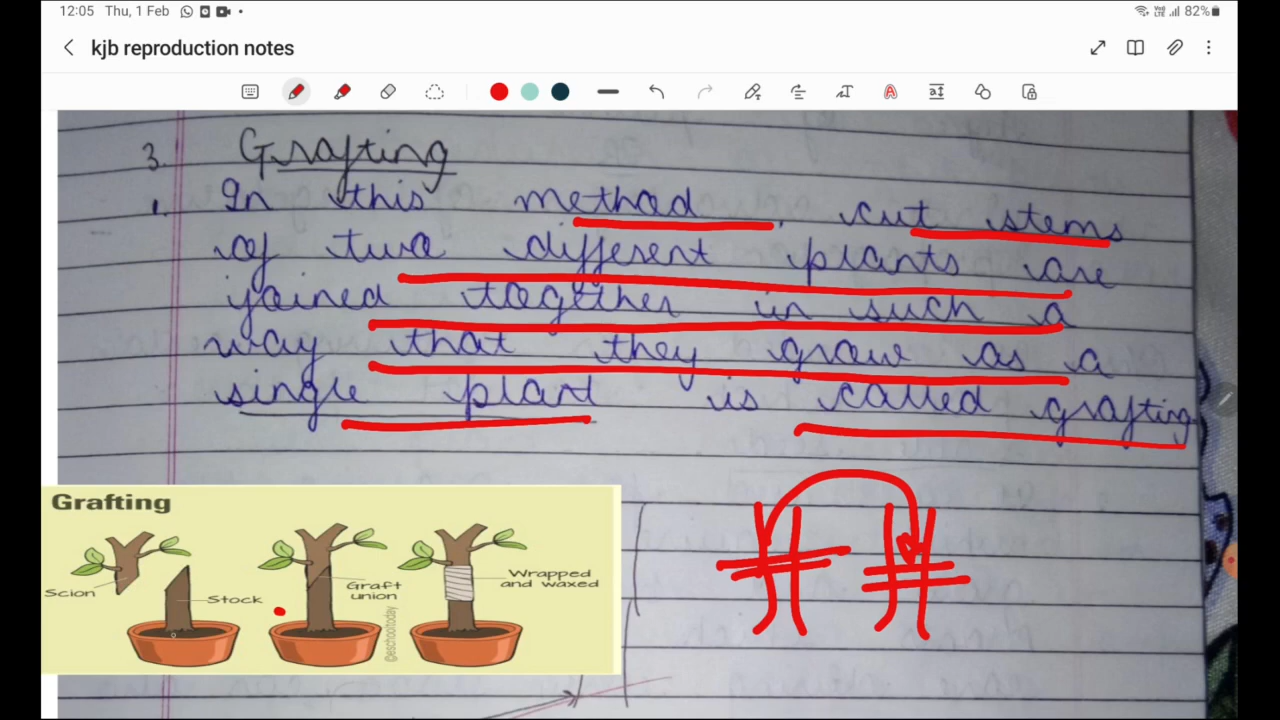 12:05 Thu, 1 Feb
82%
kjb reproduction notes
3. Grafting
1. In this method, cut stems
of two different plants are
joined together in such a
way that they grow as a
single plant is called grafting
Grafting
Scion
Stock
Graft
union
Wrapped
and waxed
©eschooltoday